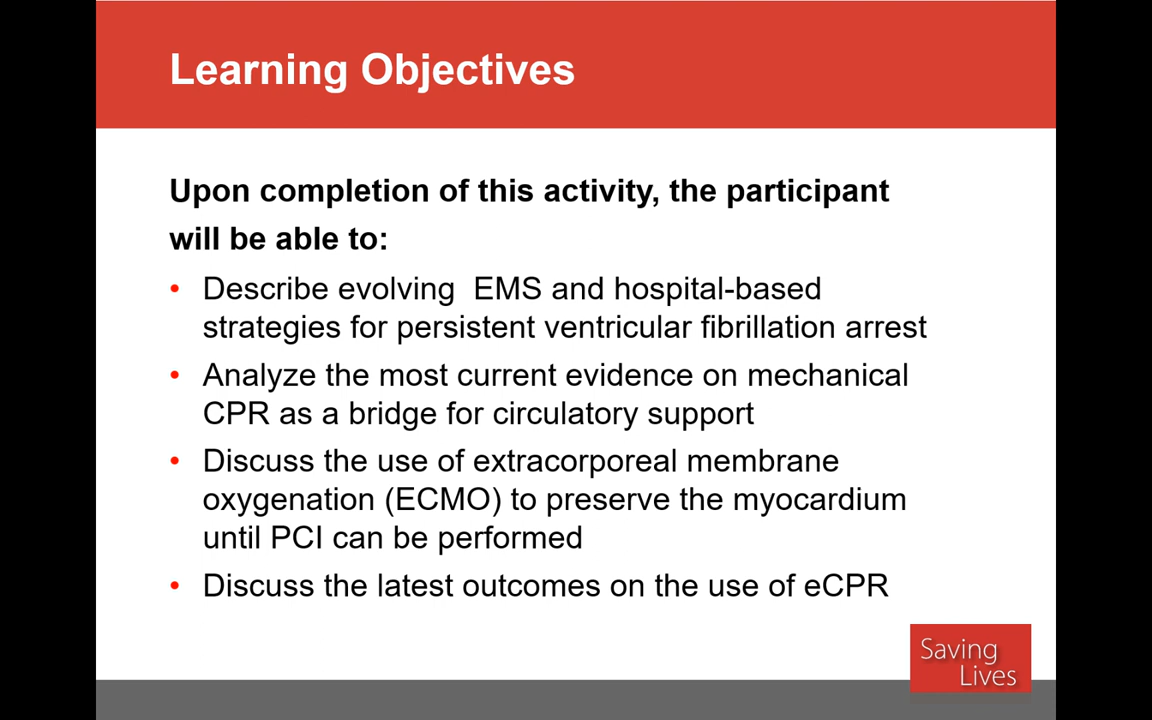 Learning Objectives
Upon completion of this activity, the participant
will be able to:
• Describe evolving  EMS and hospital-based
strategies for persistent ventricular fibrillation arrest
• Analyze the most current evidence on mechanical
CPR as a bridge for circulatory support
• Discuss the use of extracorporeal membrane
oxygenation (ECMO) to preserve the myocardium
until PCI can be performed
• Discuss the latest outcomes on the use of eCPR
Saving
Lives